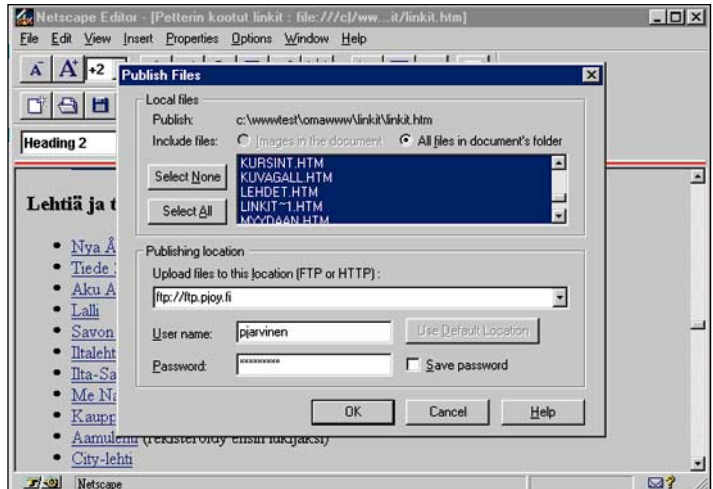 Netscape Editor - [Petterin kootut linkit : file:///c|/ww...it/linkit.htm]
File Edit View Insert Properties Options Window Help
A A +2
Publish Files
Heading 2
Local files
Publish: c:\wwwtest\omawww\linkit\linkit.htm
Include files: Images in the document All files in document's folder
Select None
Select All
KURSINT.HTM
KUVAGALL.HTM
LEHDET.HTM
LINKIT~1.HTM
MYYDAAN.HTM
Publishing location
Upload files to this location (FTP or HTTP) :
ftp://ftp.pjoy.fi
User name: pjarvinen Use Default Location
Password: ********* Save password
OK Cancel Help
Lehtiä ja t
Nya Å
Tiede
Aku A
Lalli
Savon
Iltaleht
Ilta-Sa
Me Na
Kaupp
Aamulehti (rekisteröidy ensin lukijaksi)
City-lehti
Netscape